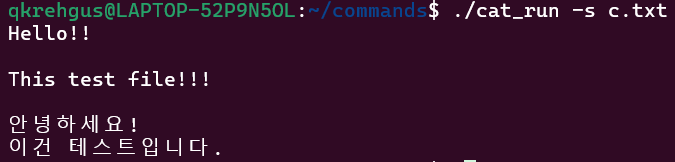 qkrehgus@LAPTOP-52P9N5OL:~/commands$ ./cat_run -s c.txt
Hello!!

This test file!!!

안녕하세요!
이건 테스트입니다.